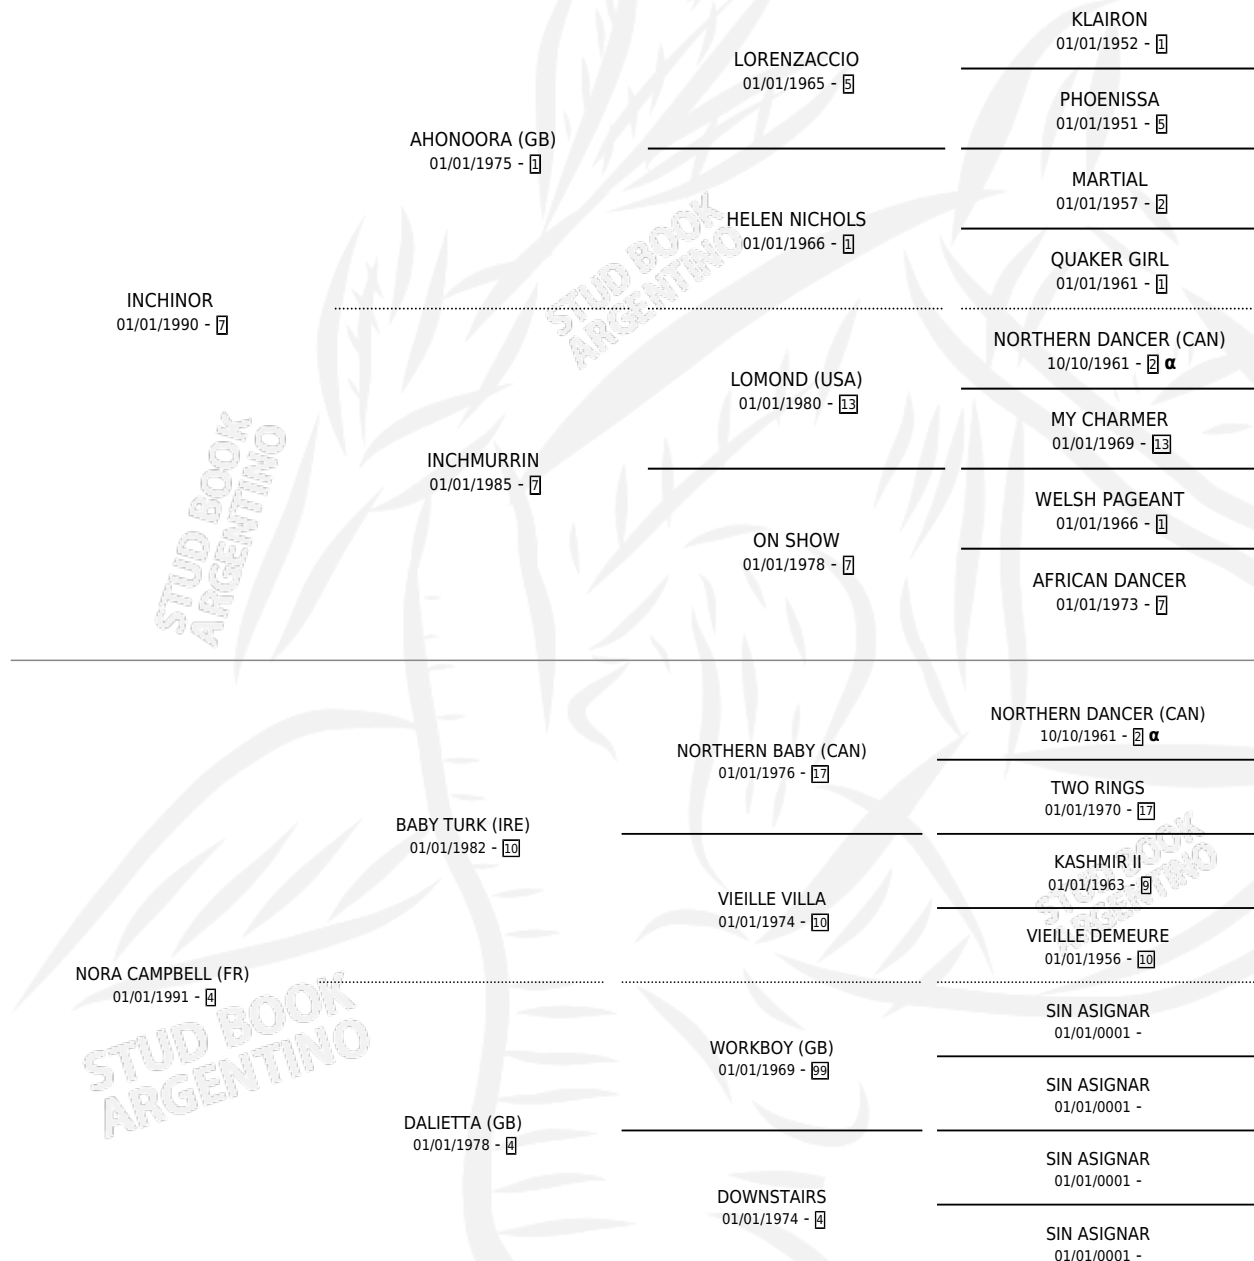 KLAIRON
01/01/1952 - 1
LORENZACCIO
01/01/1965 - 5
PHOENISSA
01/01/1951 - 5
AHONOORA (GB)
01/01/1975 - 1
MARTIAL
01/01/1957 - 2
HELEN NICHOLS
01/01/1966 - 1
QUAKER GIRL
01/01/1961 - 1
INCHINOR
01/01/1990 - 7
NORTHERN DANCER (CAN)
10/10/1961 - 2 α
LOMOND (USA)
01/01/1980 - 13
MY CHARMER
01/01/1969 - 13
INCHMURRIN
01/01/1985 - 7
WELSH PAGEANT
01/01/1966 - 1
ON SHOW
01/01/1978 - 7
AFRICAN DANCER
01/01/1973 - 7
STUD BOOK
ARGENTINO
STUD BOOK
ARGENTINO
NORTHERN DANCER (CAN)
10/10/1961 - 2 α
NORTHERN BABY (CAN)
01/01/1976 - 17
TWO RINGS
01/01/1970 - 17
BABY TURK (IRE)
01/01/1982 - 10
KASHMIR II
01/01/1963 - 9
VIEILLE VILLA
01/01/1974 - 10
VIEILLE DEMEURE
01/01/1956 - 10
NORA CAMPBELL (FR)
01/01/1991 - 4
SIN ASIGNAR
01/01/0001 -
WORKBOY (GB)
01/01/1969 - 99
SIN ASIGNAR
01/01/0001 -
DALIETTA (GB)
01/01/1978 - 4
SIN ASIGNAR
01/01/0001 -
DOWNSTAIRS
01/01/1974 - 4
SIN ASIGNAR
01/01/0001 -
STUD BOOK
ARGENTINO
STUD BOOK
ARGENTINO